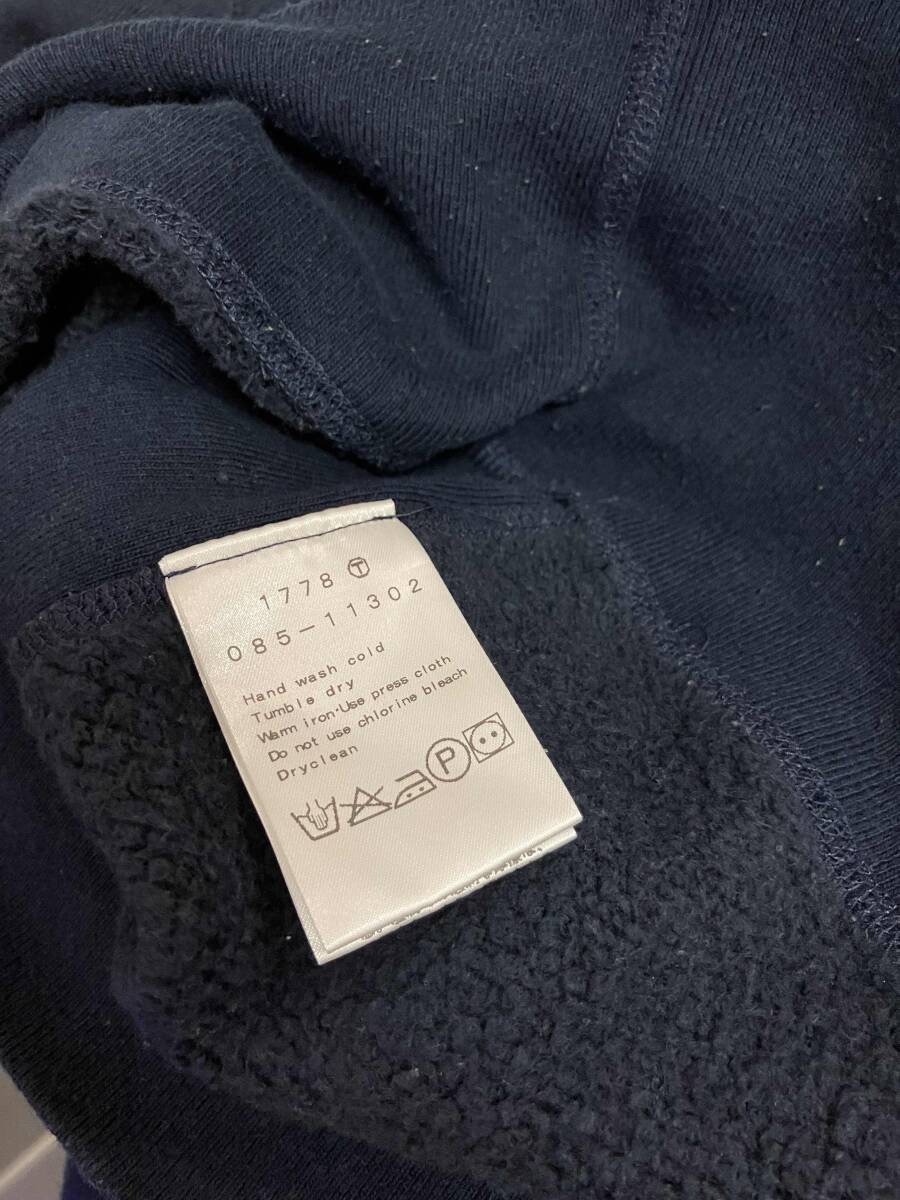 1778 Ⓣ
085-11302
Hand wash cold
Tumble dry
Warm iron·Use press cloth
Do not use chlorine bleach
Dryclean
P